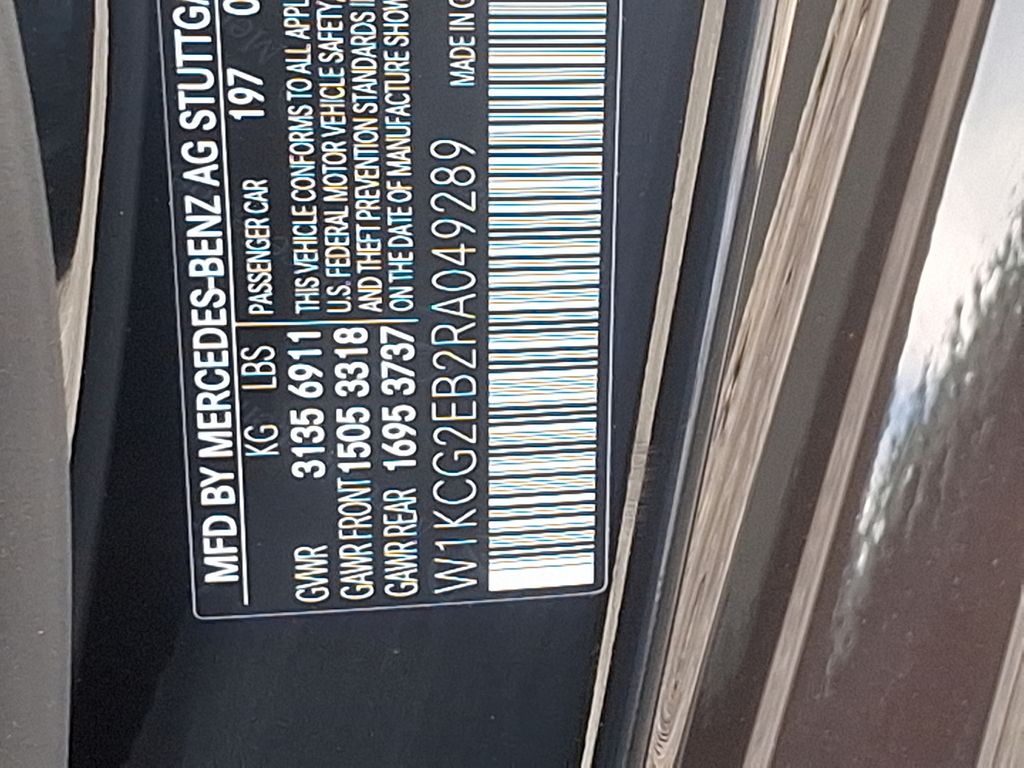 MFD BY MERCEDES-BENZ AG STUTTGA
KG LBS PASSENGER CAR 197 0
GVWR 3135 6911 THIS VEHICLE CONFORMS TO ALL APPL
GAWR FRONT 1505 3318 U.S. FEDERAL MOTOR VEHICLE SAFETY,
GAWR REAR 1695 3737 AND THEFT PREVENTION STANDARDS I
ON THE DATE OF MANUFACTURE SHOW
W1KCG2EB2RA049289 MADE IN G